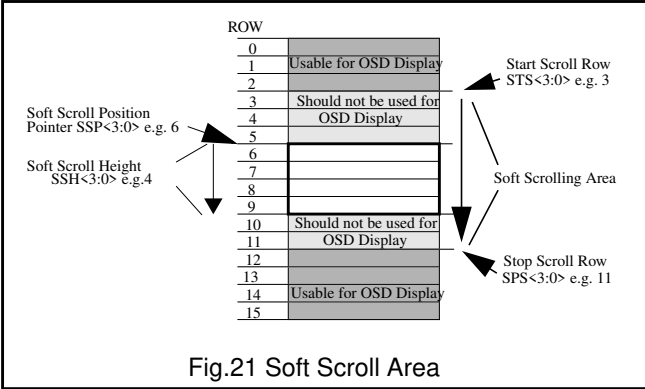 ROW
0
1
2
3
4
5
6
7
8
9
10
11
12
13
14
15
Usable for OSD Display
Should not be used for
OSD Display
Should not be used for
OSD Display
Usable for OSD Display
Soft Scroll Position
Pointer SSP<3:0> e.g. 6
Soft Scroll Height
SSH<3:0> e.g.4
Start Scroll Row
STS<3:0> e.g. 3
Soft Scrolling Area
Stop Scroll Row
SPS<3:0> e.g. 11
Fig.21 Soft Scroll Area